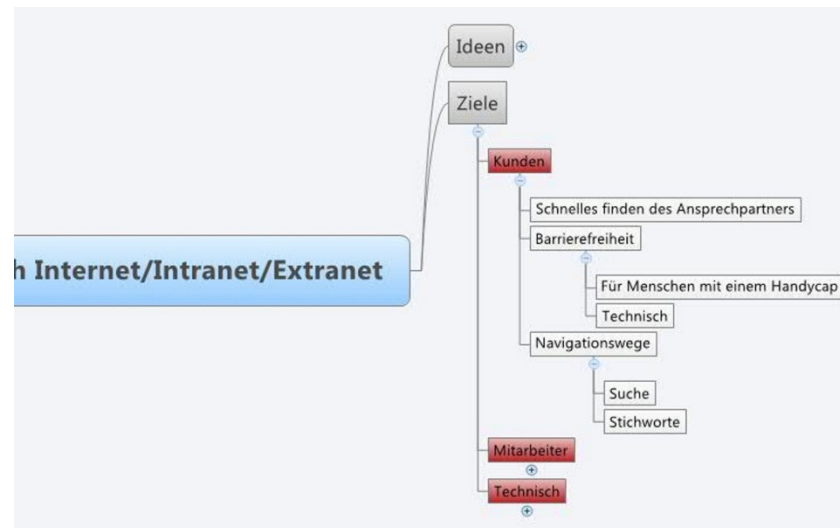 Ideen
Ziele
Kunden
Schnelles finden des Ansprechpartners
Barrierefreiheit
h Internet/Intranet/Extranet
Für Menschen mit einem Handycap
Technisch
Navigationswege
Suche
Stichworte
Mitarbeiter
Technisch